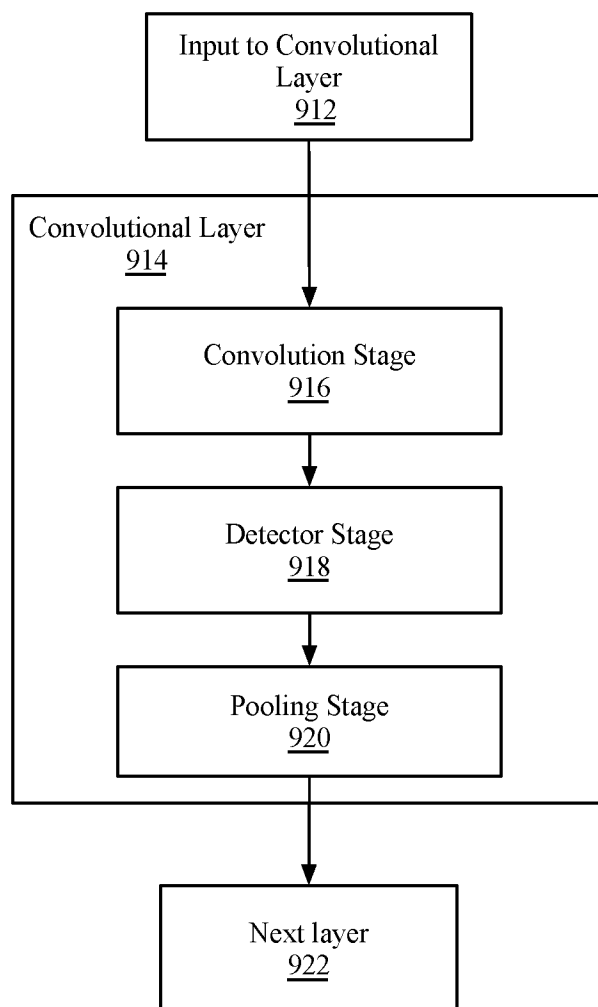 Input to Convolutional
Layer
912
Convolutional Layer
914
Convolution Stage
916
Detector Stage
918
Pooling Stage
920
Next layer
922